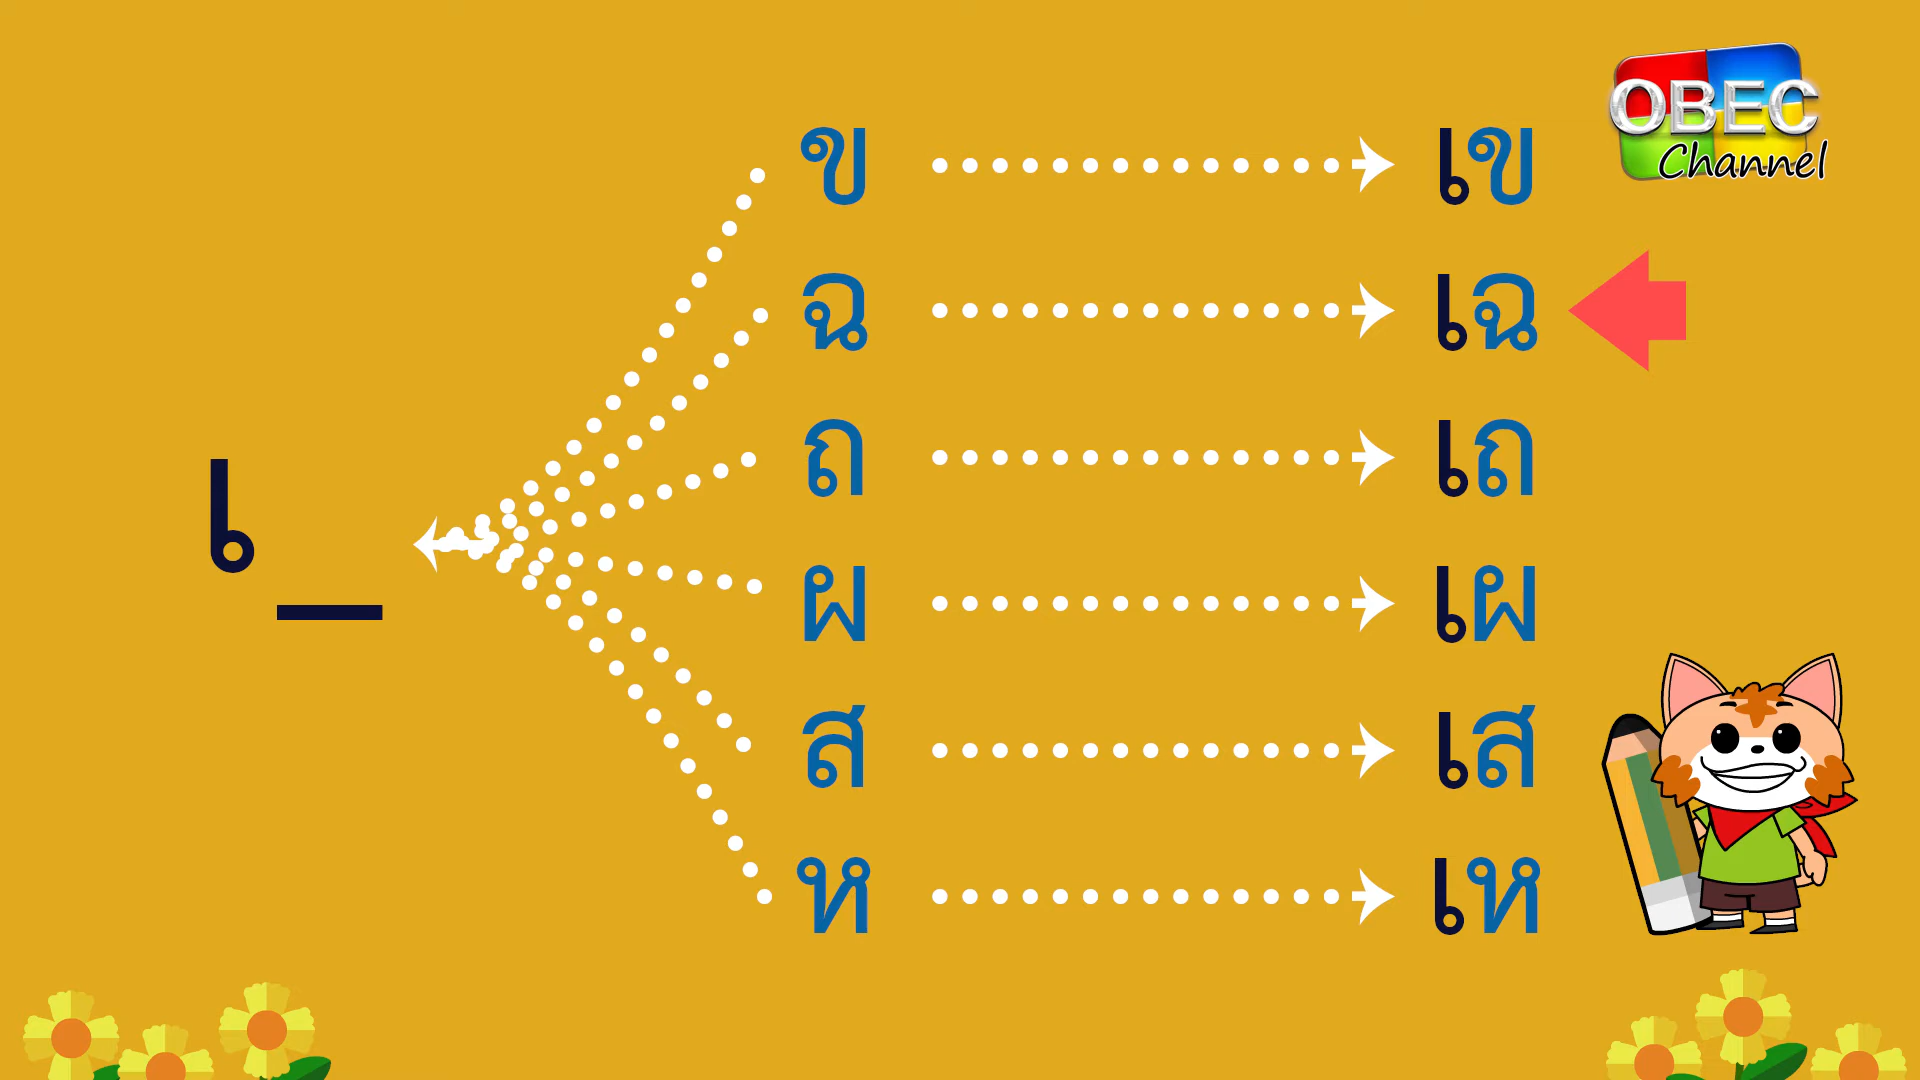 OBEC
Channel
ข เข
ฉ เฉ
ถ เถ
เ_
ผ เผ
ส เส
ห เห